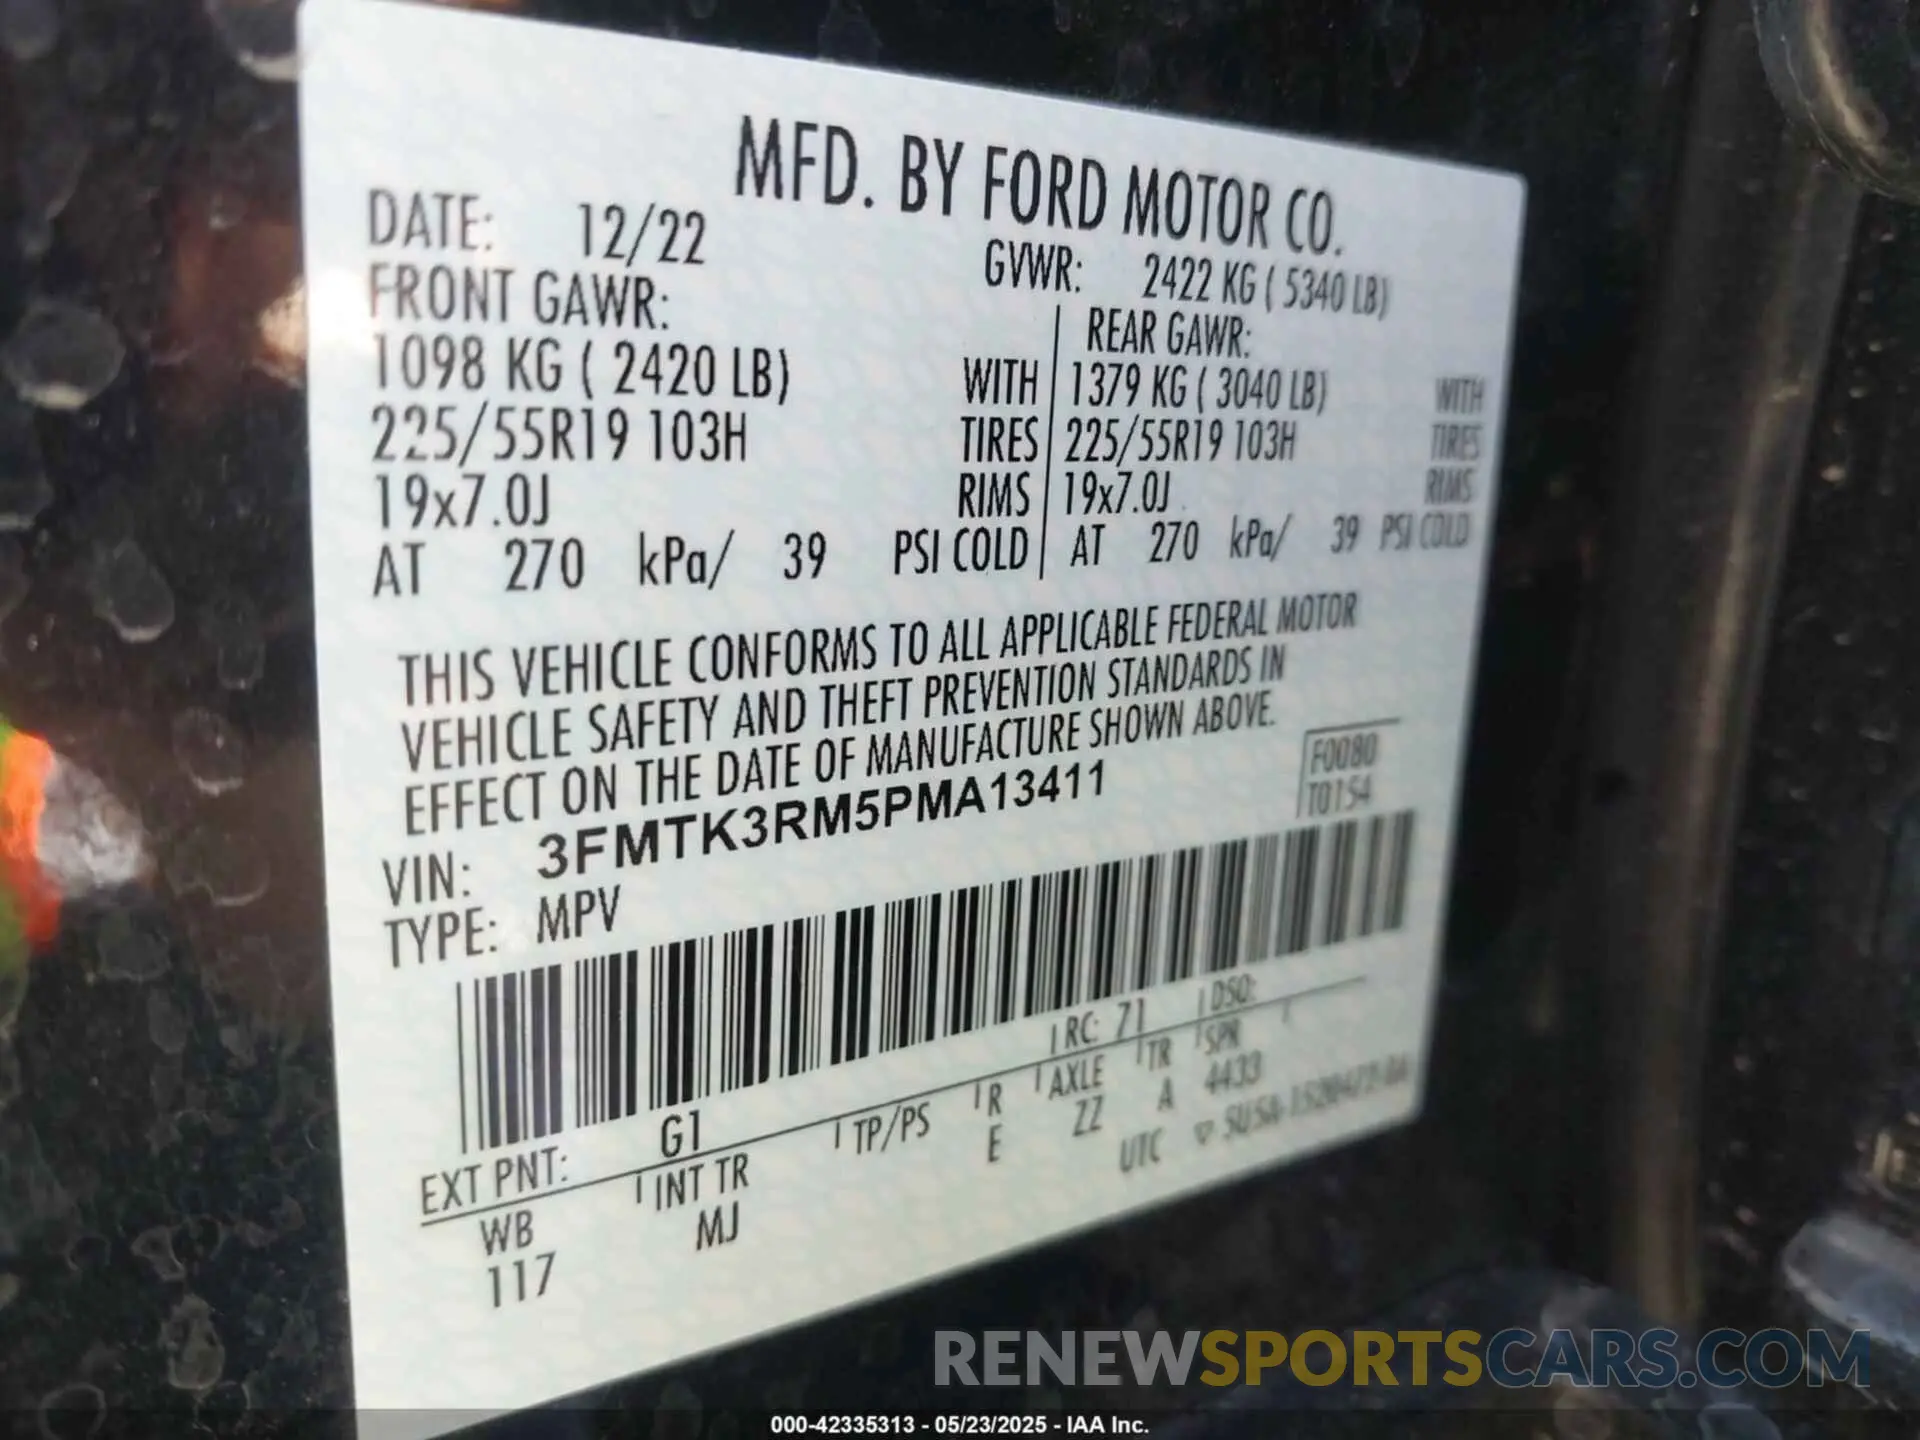 MFD. BY FORD MOTOR CO.
DATE: 12/22
GVWR: 2422 KG ( 5340 LB)
FRONT GAWR:
REAR GAWR:
1098 KG ( 2420 LB) WITH 1379 KG ( 3040 LB) WITH
225/55R19 103H TIRES 225/55R19 103H TIRES
19x7.0J RIMS 19x7.0J RIMS
AT 270 kPa/ 39 PSI COLD AT 270 kPa/ 39 PSI COLD
THIS VEHICLE CONFORMS TO ALL APPLICABLE FEDERAL MOTOR
VEHICLE SAFETY AND THEFT PREVENTION STANDARDS IN
EFFECT ON THE DATE OF MANUFACTURE SHOWN ABOVE.
F0080
T0154
VIN: 3FMTK3RM5PMA13411
TYPE: MPV
EXT PNT: G1 RC: 71 DSO:
WB INT TR TP/PS R AXLE TR SPR
117 MJ E ZZ A 4433
UTC
RENEWSPORTSCARS.COM
000-42335313 - 05/23/2025 - IAA Inc.